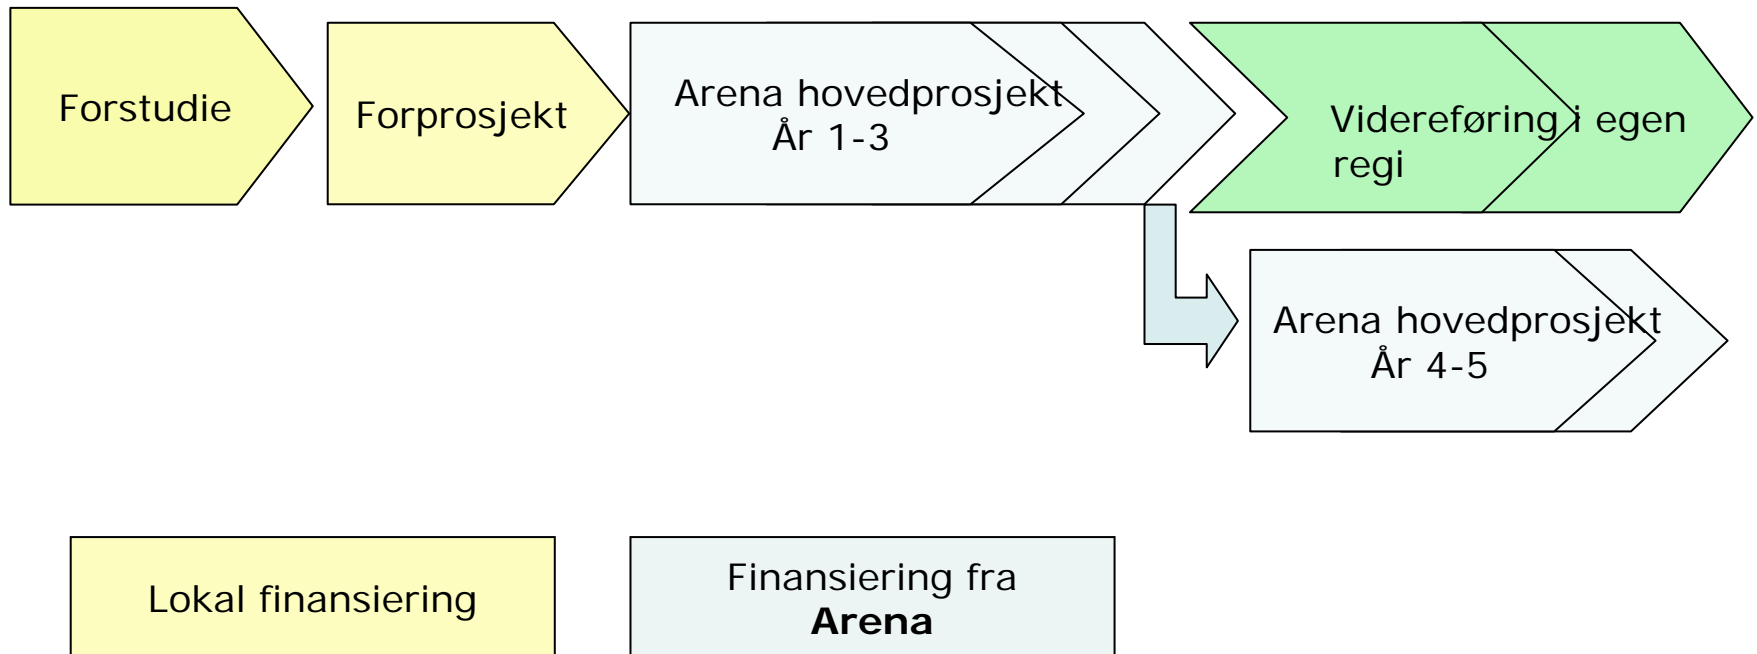 Forstudie
Forprosjekt
Arena hovedprosjekt
År 1-3
Videreføring i egen
regi
Arena hovedprosjekt
År 4-5
Lokal finansiering
Finansiering fra
Arena